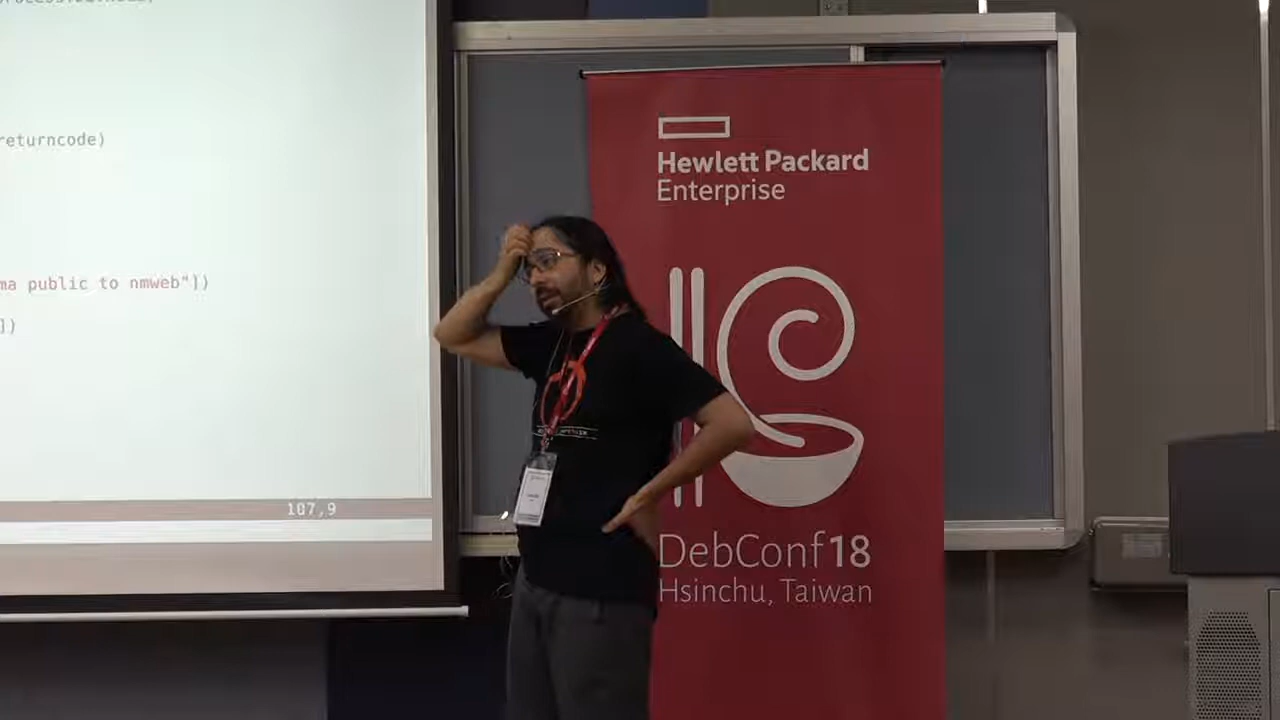 returncode)
ma public to nmweb"])
])
107,9
Hewlett Packard
Enterprise
DebConf18
Hsinchu, Taiwan